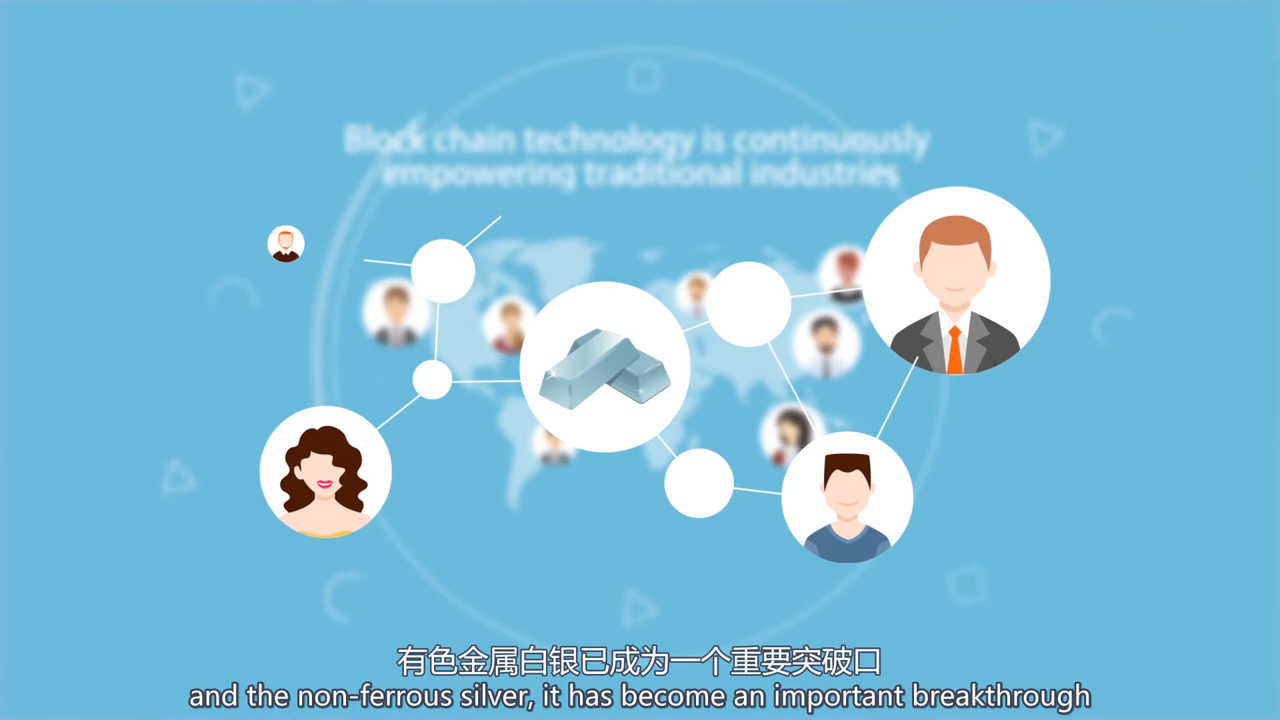 Block chain technology is continuously
empowering traditional industries
有色金属白银已成为一个重要突破口
and the non-ferrous silver, it has become an important breakthrough